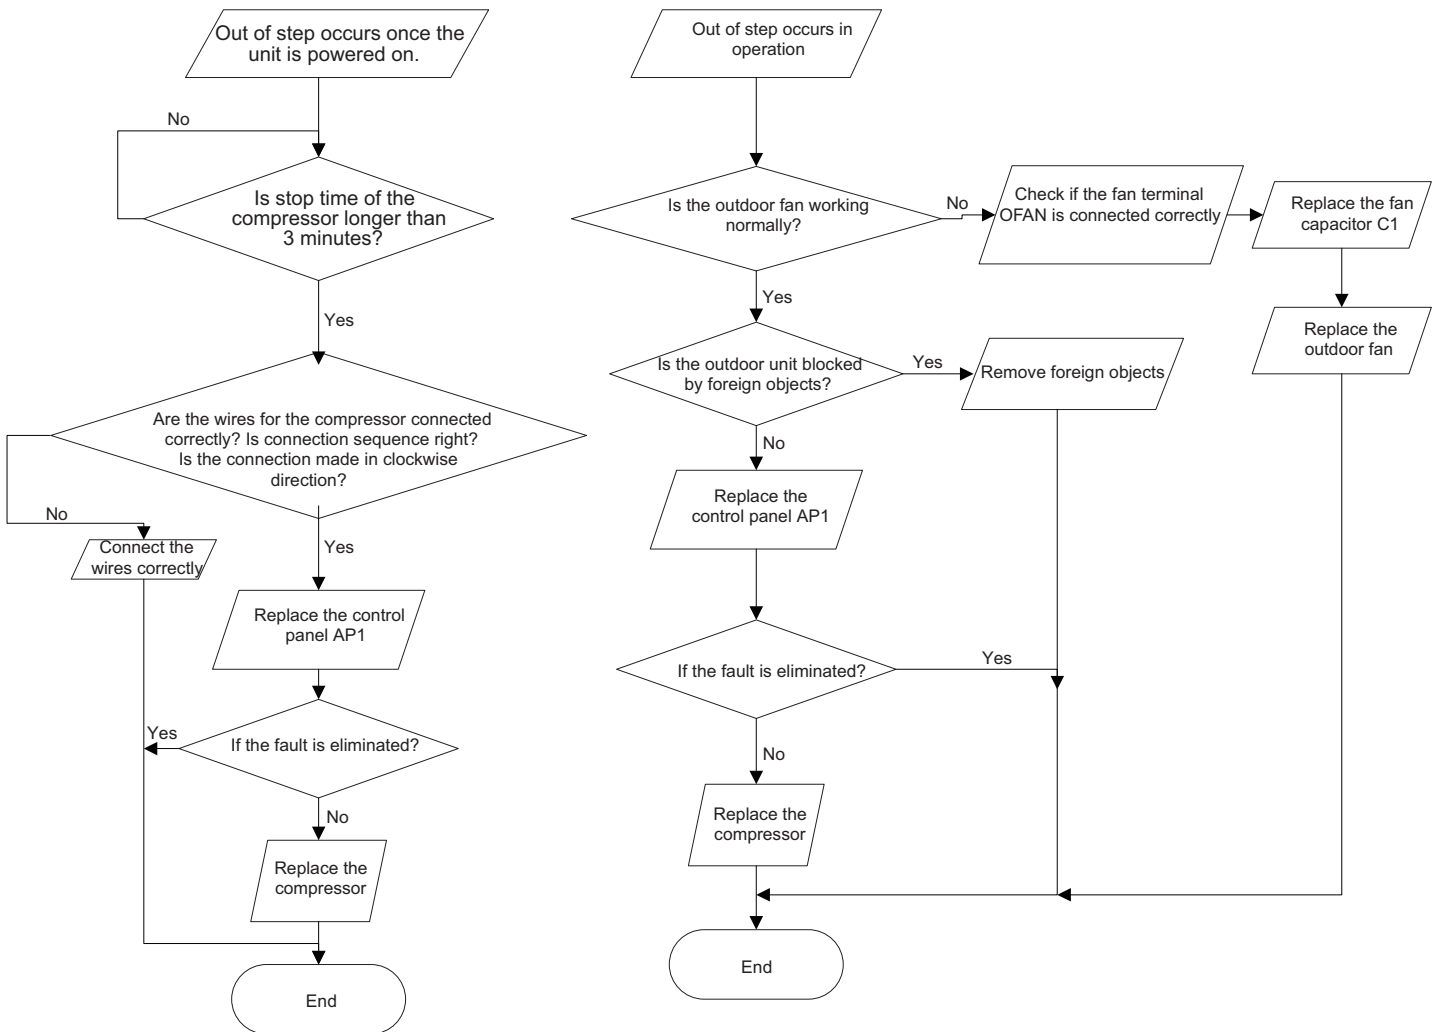 Out of step occurs once the
unit is powered on.
No
Is stop time of the
compressor longer than
3 minutes?
Yes
Are the wires for the compressor connected
correctly? Is connection sequence right?
Is the connection made in clockwise
direction?
No
Connect the
wires correctly
Yes
Replace the control
panel AP1
Yes
If the fault is eliminated?
No
Replace the
compressor
End
Out of step occurs in
operation
Is the outdoor fan working
normally?
No
Check if the fan terminal
OFAN is connected correctly
Replace the fan
capacitor C1
Replace the
outdoor fan
Yes
Is the outdoor unit blocked
by foreign objects?
Yes
Remove foreign objects
No
Replace the
control panel AP1
If the fault is eliminated?
Yes
No
Replace the
compressor
End